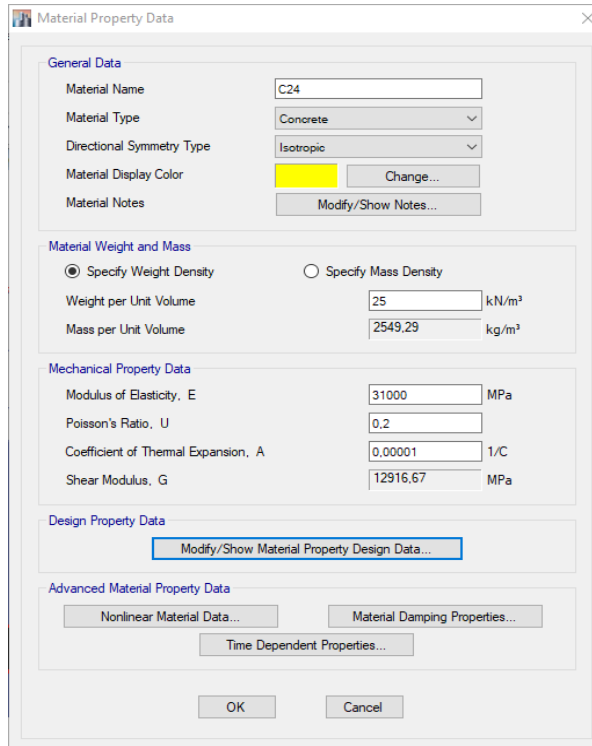 Material Property Data
General Data
Material Name C24
Material Type Concrete
Directional Symmetry Type Isotropic
Material Display Color Change...
Material Notes Modify/Show Notes...
Material Weight and Mass
Specify Weight Density Specify Mass Density
Weight per Unit Volume 25 kN/m³
Mass per Unit Volume 2549,29 kg/m³
Mechanical Property Data
Modulus of Elasticity, E 31000 MPa
Poisson's Ratio, U 0,2
Coefficient of Thermal Expansion, A 0,00001 1/C
Shear Modulus, G 12916,67 MPa
Design Property Data
Modify/Show Material Property Design Data...
Advanced Material Property Data
Nonlinear Material Data... Material Damping Properties...
Time Dependent Properties...
OK Cancel